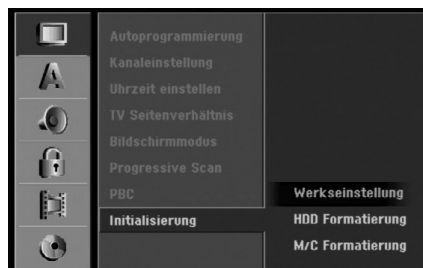 A
Autoprogrammierung
Kanaleinstellung
Uhrzeit einstellen
TV Seitenverhältnis
Bildschirmmodus
Progressive Scan
PBC
Initialisierung
Werkseinstellung
HDD Formatierung
M/C Formatierung